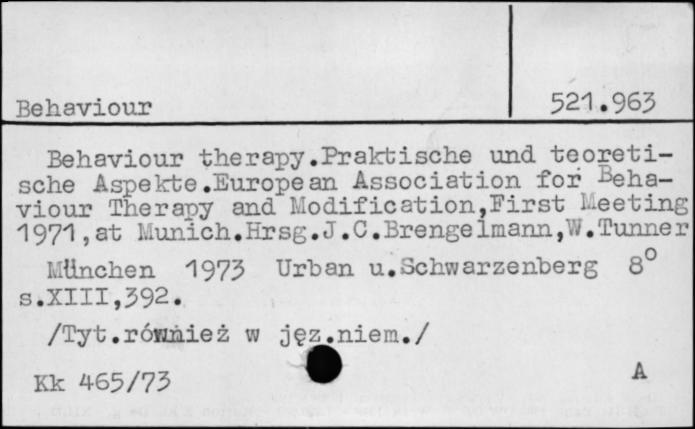 Behaviour 521.963
Behaviour therapy.Praktische und teoreti-
sche Aspekte.European Association for Beha-
viour Therapy and Modification,First Meeting
1971,at Munich.Hrsg.J.C.Brengelmann,W.Tunner
München 1973 Urban u.Schwarzenberg 8⁰
s.XIII,392.
/Tyt.również w jęz.niem./
Kk 465/73 A